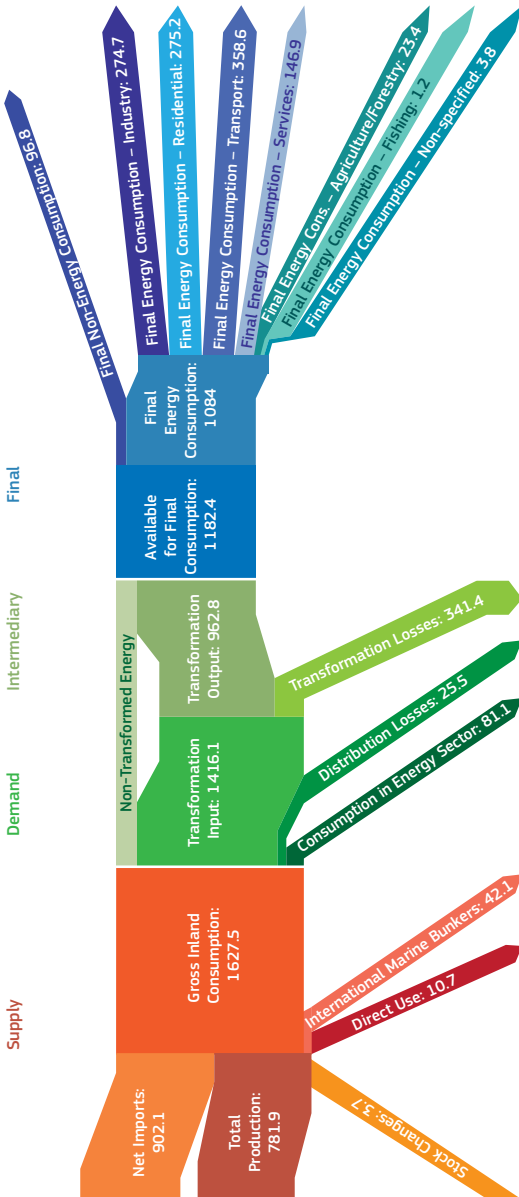 Supply
Demand
Intermediary
Final
Net Imports:
902.1
Total
Production:
781.9
Stock Changes: 3.7
Gross Inland
Consumption:
1627.5
International Marine Bunkers: 42.1
Direct Use: 10.7
Non-Transformed Energy
Transformation
Input: 1416.1
Distribution Losses: 25.5
Consumption in Energy Sector: 81.1
Transformation
Output: 962.8
Transformation Losses: 341.4
Available
for Final
Consumption:
1182.4
Final
Energy
Consumption:
1084
Final Non-Energy Consumption: 96.8
Final Energy Consumption – Industry: 274.7
Final Energy Consumption – Residential: 275.2
Final Energy Consumption – Transport: 358.6
Final Energy Consumption – Services: 146.9
Final Energy Cons. – Agriculture/Forestry: 23.4
Final Energy Consumption – Fishing: 1.2
Final Energy Consumption – Non-specified: 3.8